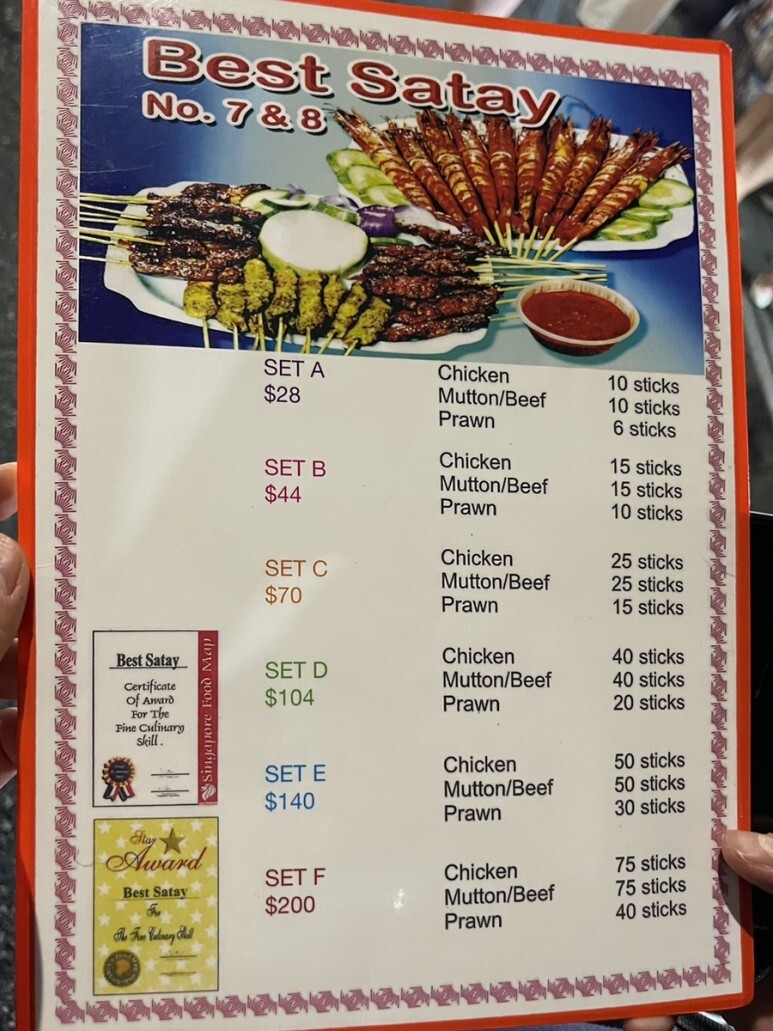 Best Satay
No. 7 & 8
SET A
$28
Chicken 10 sticks
Mutton/Beef 10 sticks
Prawn 6 sticks
SET B
$44
Chicken 15 sticks
Mutton/Beef 15 sticks
Prawn 10 sticks
SET C
$70
Chicken 25 sticks
Mutton/Beef 25 sticks
Prawn 15 sticks
SET D
$104
Chicken 40 sticks
Mutton/Beef 40 sticks
Prawn 20 sticks
SET E
$140
Chicken 50 sticks
Mutton/Beef 50 sticks
Prawn 30 sticks
SET F
$200
Chicken 75 sticks
Mutton/Beef 75 sticks
Prawn 40 sticks
Best Satay
Certificate
Of Award
For The
Fine Culinary
Skill.
Singapore Food Map
Award
Best Satay
For
The Fine Culinary Skill